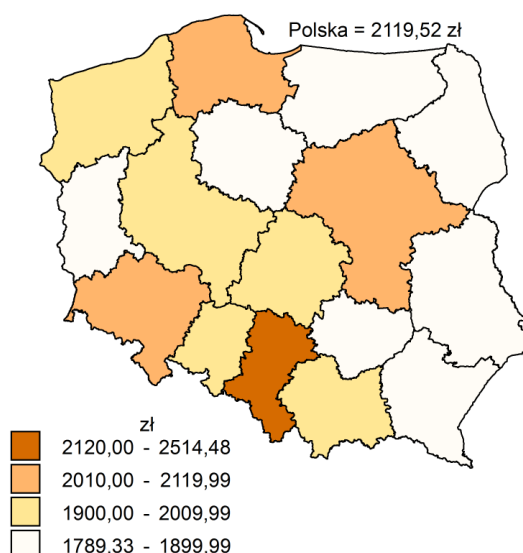 Polska = 2119,52 zł
zł
2120,00 - 2514,48
2010,00 - 2119,99
1900,00 - 2009,99
1789,33 - 1899,99